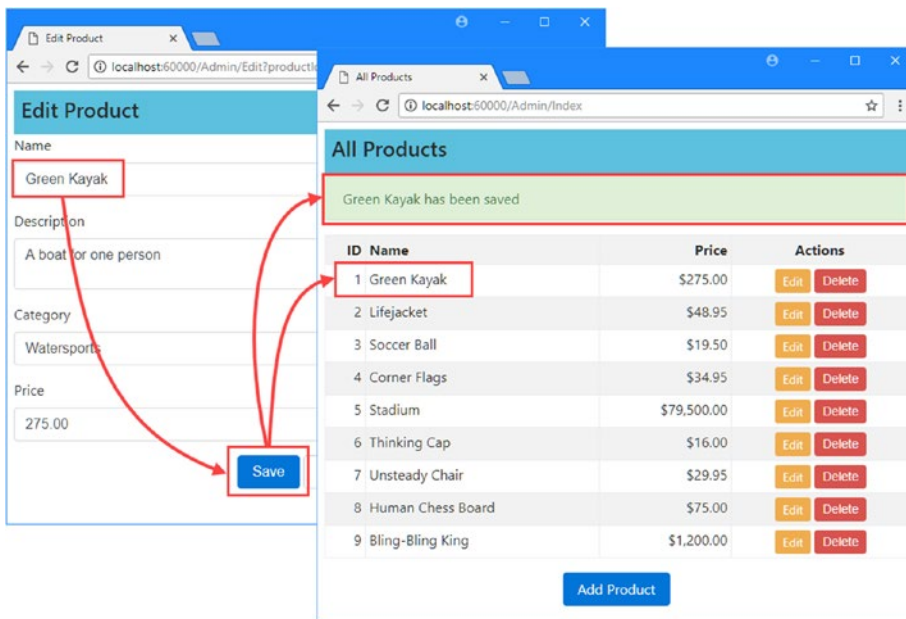 Edit Product
localhost:60000/Admin/Edit?productI
Edit Product
Name
Green Kayak
Description
A boat for one person
Category
Watersports
Price
275.00
Save
All Products
localhost:60000/Admin/Index
All Products
Green Kayak has been saved
ID Name Price Actions
1 Green Kayak $275.00 Edit Delete
2 Lifejacket $48.95 Edit Delete
3 Soccer Ball $19.50 Edit Delete
4 Corner Flags $34.95 Edit Delete
5 Stadium $79,500.00 Edit Delete
6 Thinking Cap $16.00 Edit Delete
7 Unsteady Chair $29.95 Edit Delete
8 Human Chess Board $75.00 Edit Delete
9 Bling-Bling King $1,200.00 Edit Delete
Add Product